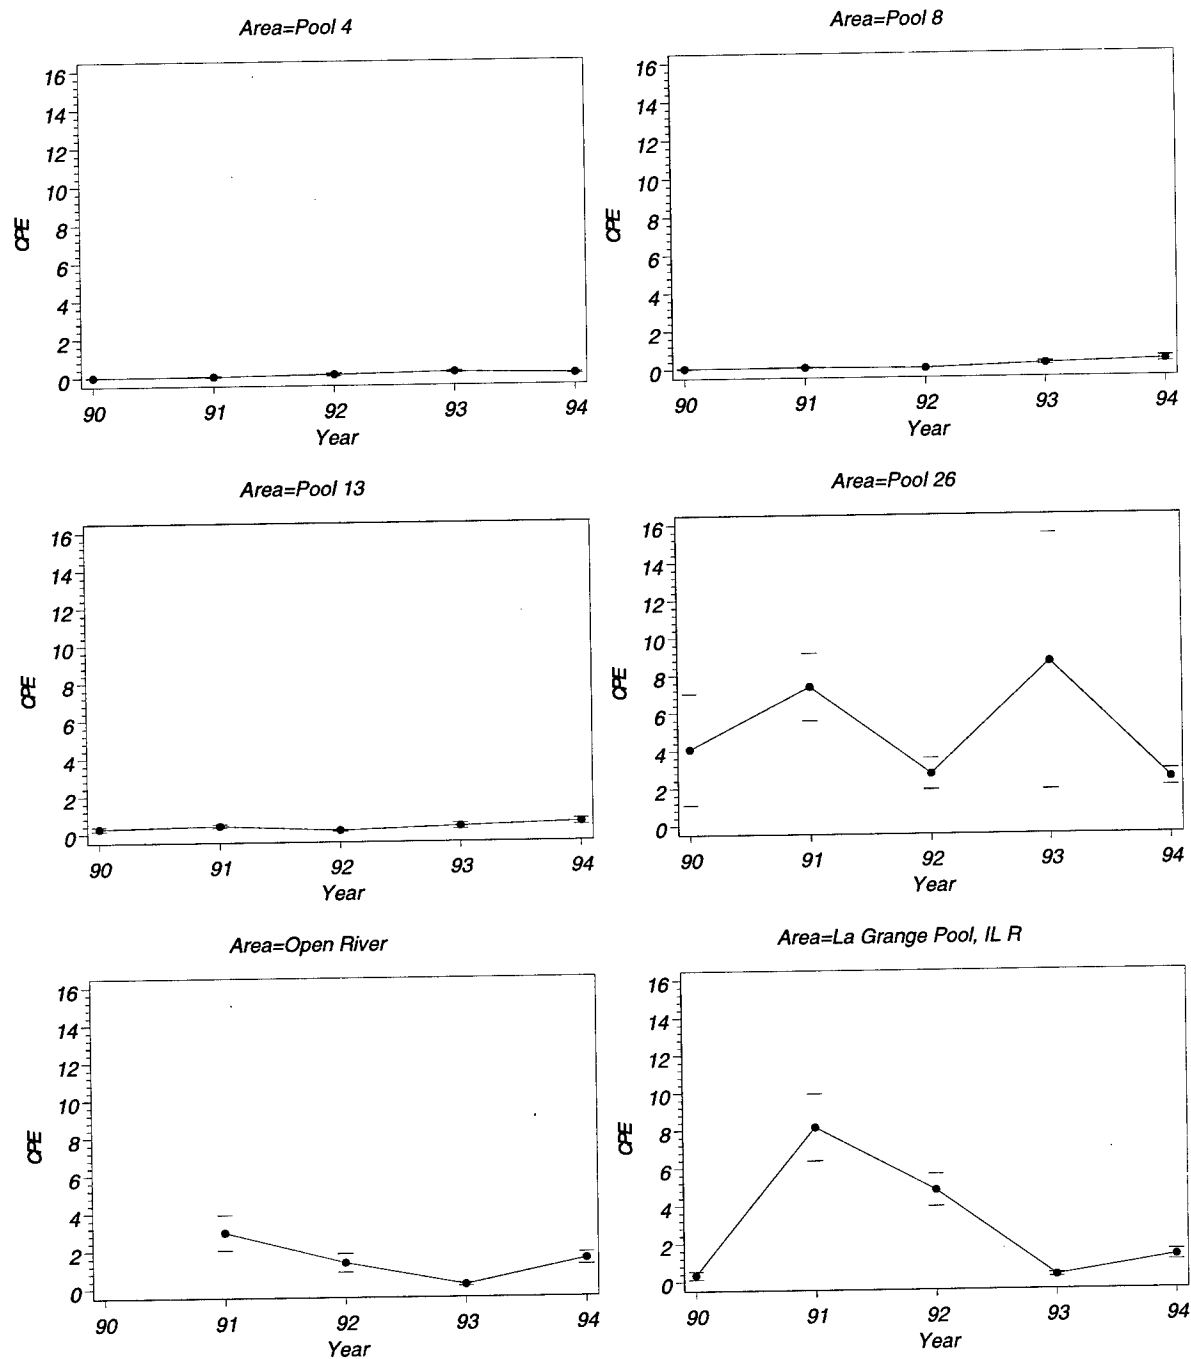 Area=Pool 4
16
14
12
10
8
6
4
2
0
CPE
90 91 92 93 94
Year
Area=Pool 8
16
14
12
10
8
6
4
2
0
CPE
90 91 92 93 94
Year
Area=Pool 13
16
14
12
10
8
6
4
2
0
CPE
90 91 92 93 94
Year
Area=Pool 26
16
14
12
10
8
6
4
2
0
CPE
90 91 92 93 94
Year
Area=Open River
16
14
12
10
8
6
4
2
0
CPE
90 91 92 93 94
Year
Area=La Grange Pool, IL R
16
14
12
10
8
6
4
2
0
CPE
90 91 92 93 94
Year